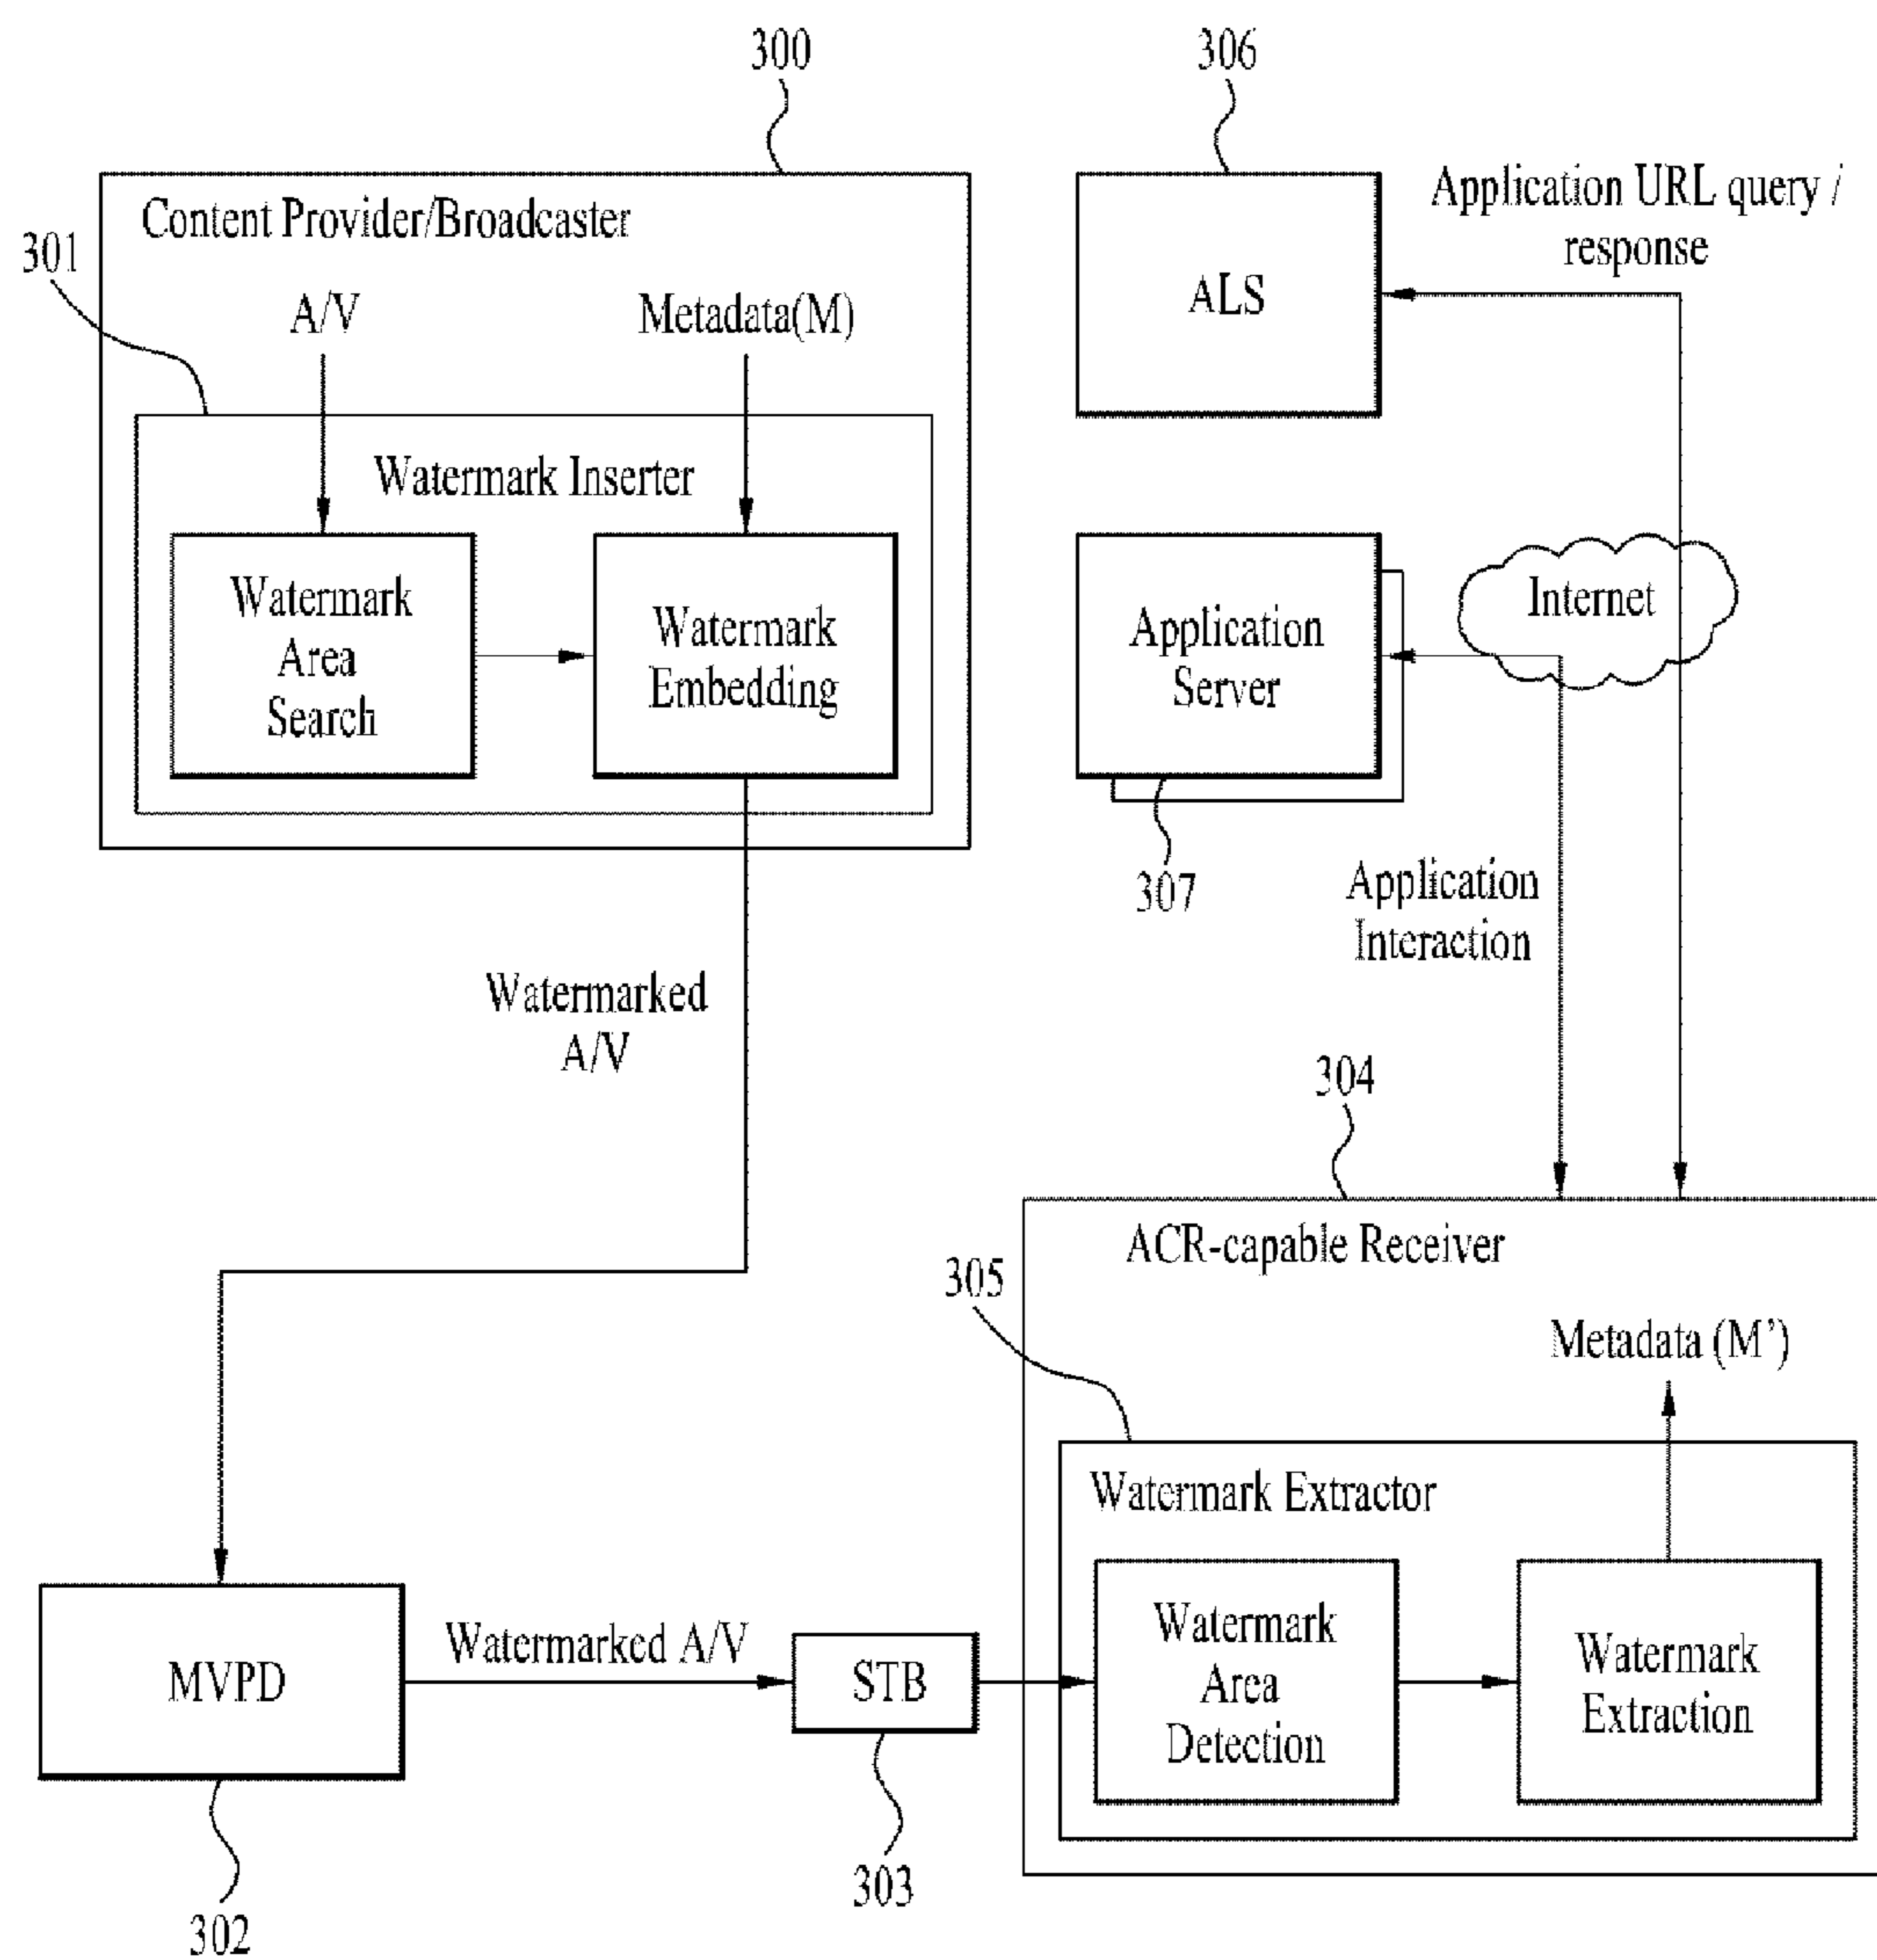 300
306
Content Provider/Broadcaster
Application URL query /
response
301
A/V
Metadata(M)
ALS
Watermark Inserter
Watermark
Area
Search
Watermark
Embedding
Application
Server
Internet
307
Application
Interaction
Watermarked
A/V
304
ACR-capable Receiver
305
Metadata (M')
Watermark Extractor
MVPD
Watermarked A/V
STB
Watermark
Area
Detection
Watermark
Extraction
303
302